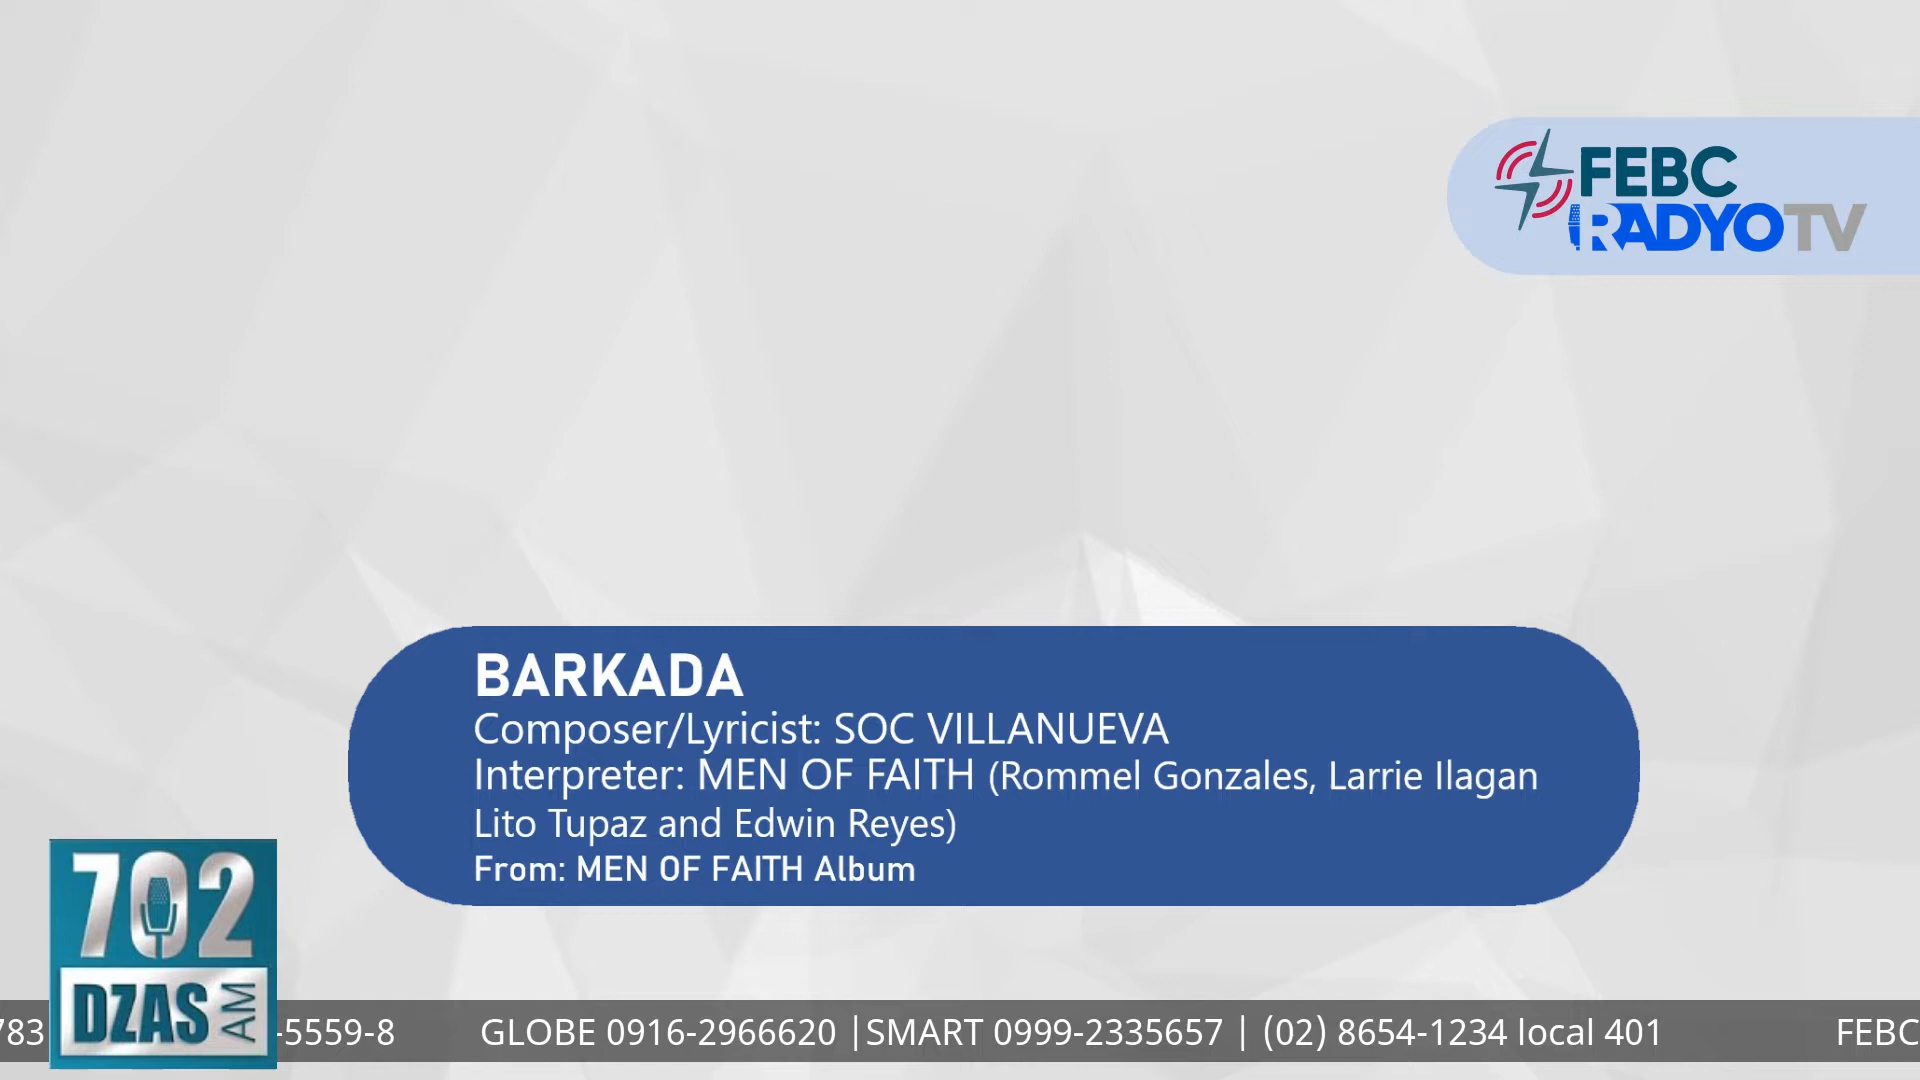 FEBC
RADYOTV
BARKADA
Composer/Lyricist: SOC VILLANUEVA
Interpreter: MEN OF FAITH (Rommel Gonzales, Larrie Ilagan
Lito Tupaz and Edwin Reyes)
From: MEN OF FAITH Album
702
DZAS AM
783 -5559-8 GLOBE 0916-2966620 |SMART 0999-2335657 | (02) 8654-1234 local 401 FEBC